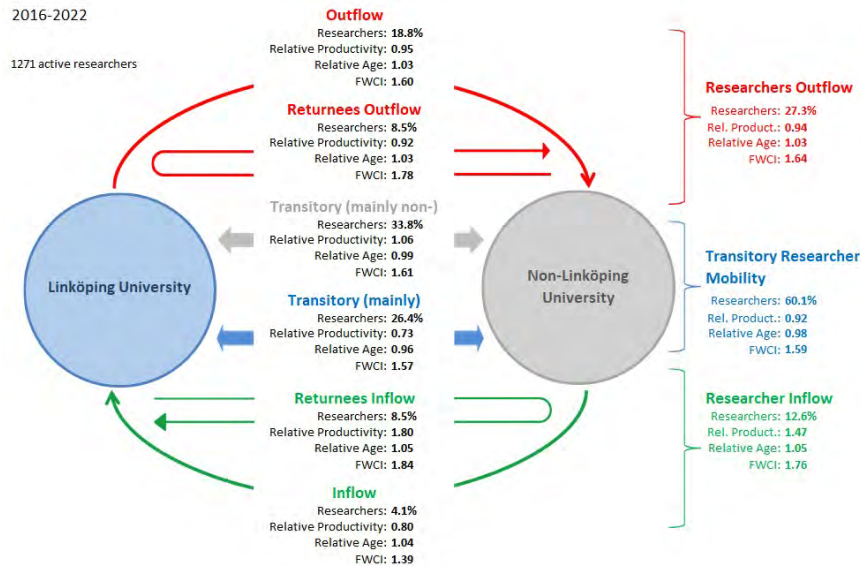 2016-2022
1271 active researchers
Outflow
Researchers: 18.8%
Relative Productivity: 0.95
Relative Age: 1.03
FWCI: 1.60
Returnees Outflow
Researchers: 8.5%
Relative Productivity: 0.92
Relative Age: 1.03
FWCI: 1.78
Transitory (mainly non-)
Researchers: 33.8%
Relative Productivity: 1.06
Relative Age: 0.99
FWCI: 1.61
Transitory (mainly)
Researchers: 26.4%
Relative Productivity: 0.73
Relative Age: 0.96
FWCI: 1.57
Returnees Inflow
Researchers: 8.5%
Relative Productivity: 1.80
Relative Age: 1.05
FWCI: 1.84
Inflow
Researchers: 4.1%
Relative Productivity: 0.80
Relative Age: 1.04
FWCI: 1.39
Linköping University
Non-Linköping
University
Researchers Outflow
Researchers: 27.3%
Rel. Product.: 0.94
Relative Age: 1.03
FWCI: 1.64
Transitory Researcher
Mobility
Researchers: 60.1%
Rel. Product.: 0.92
Relative Age: 0.98
FWCI: 1.59
Researcher Inflow
Researchers: 12.6%
Rel. Product.: 1.47
Relative Age: 1.05
FWCI: 1.76